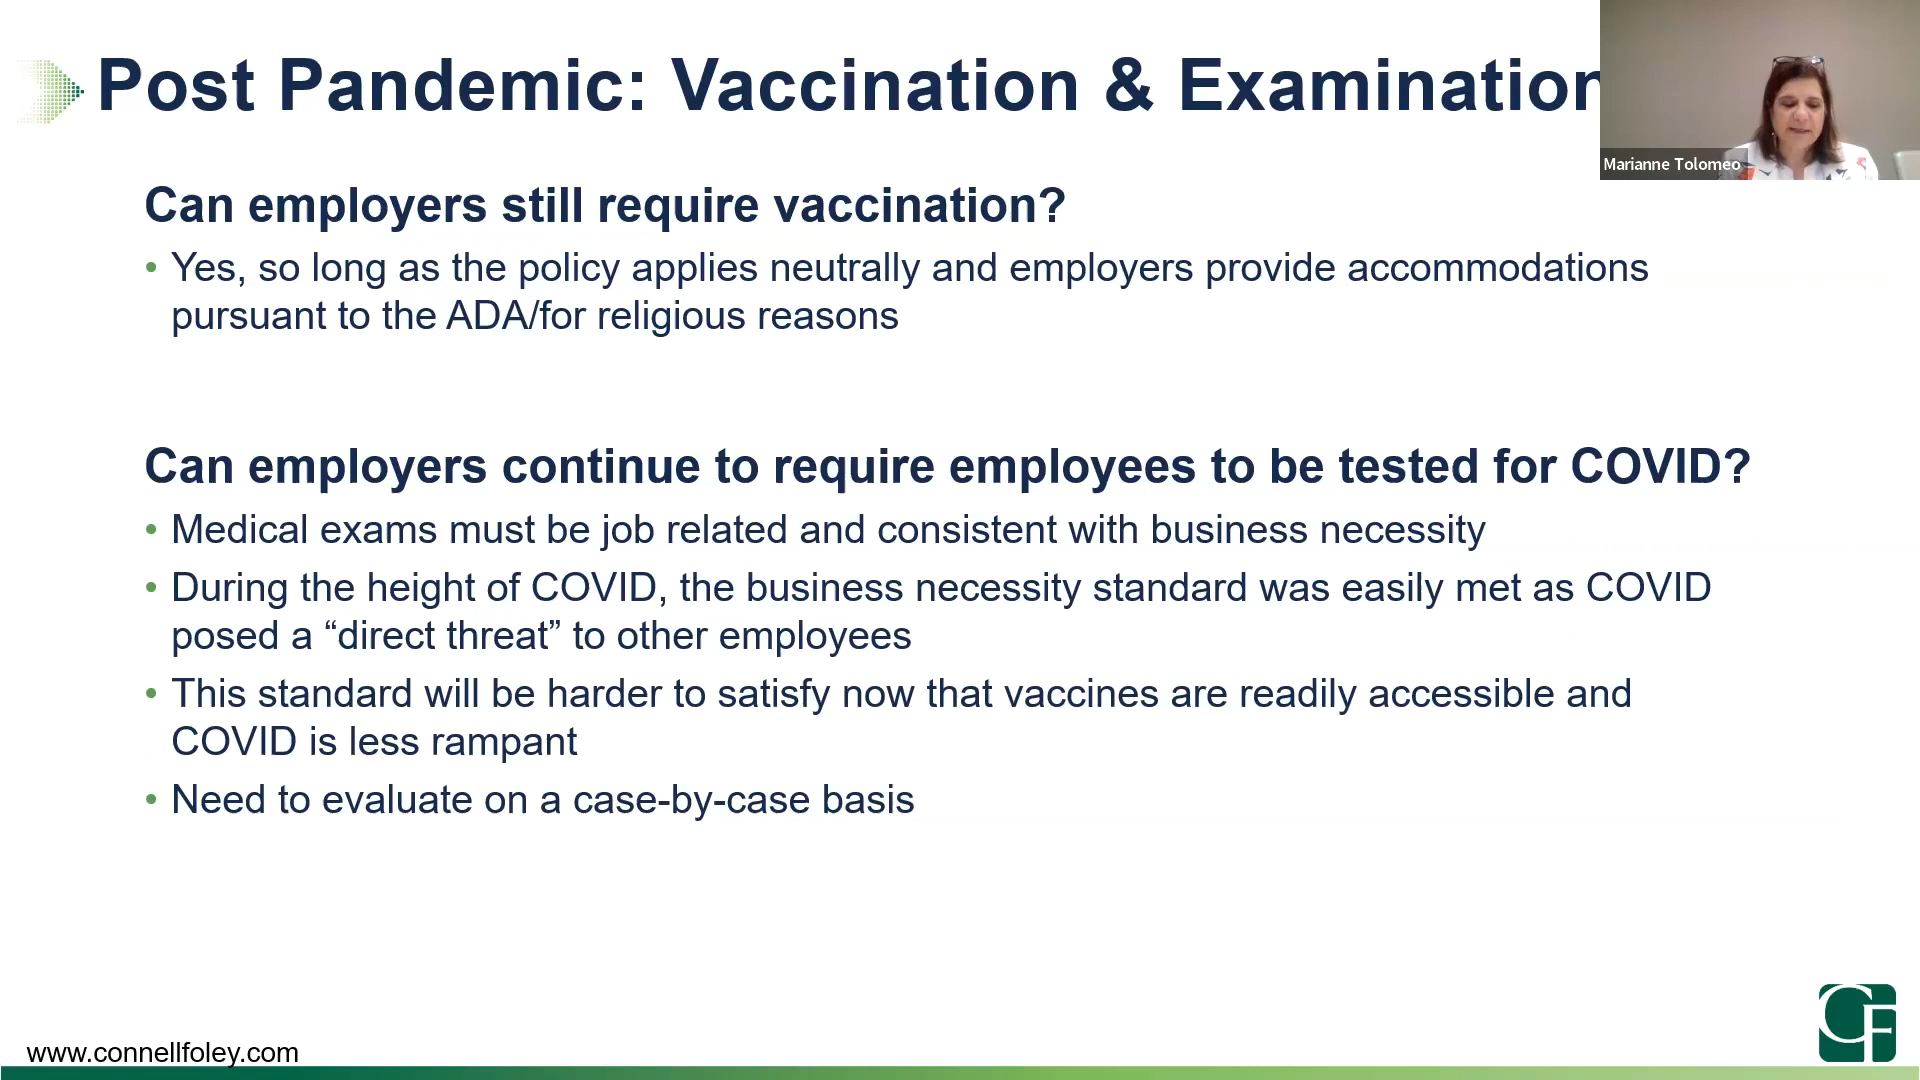 Post Pandemic: Vaccination & Examination
Marianne Tolomeo
Can employers still require vaccination?
• Yes, so long as the policy applies neutrally and employers provide accommodations
pursuant to the ADA/for religious reasons
Can employers continue to require employees to be tested for COVID?
• Medical exams must be job related and consistent with business necessity
• During the height of COVID, the business necessity standard was easily met as COVID
posed a “direct threat” to other employees
• This standard will be harder to satisfy now that vaccines are readily accessible and
COVID is less rampant
• Need to evaluate on a case-by-case basis
CF
www.connellfoley.com